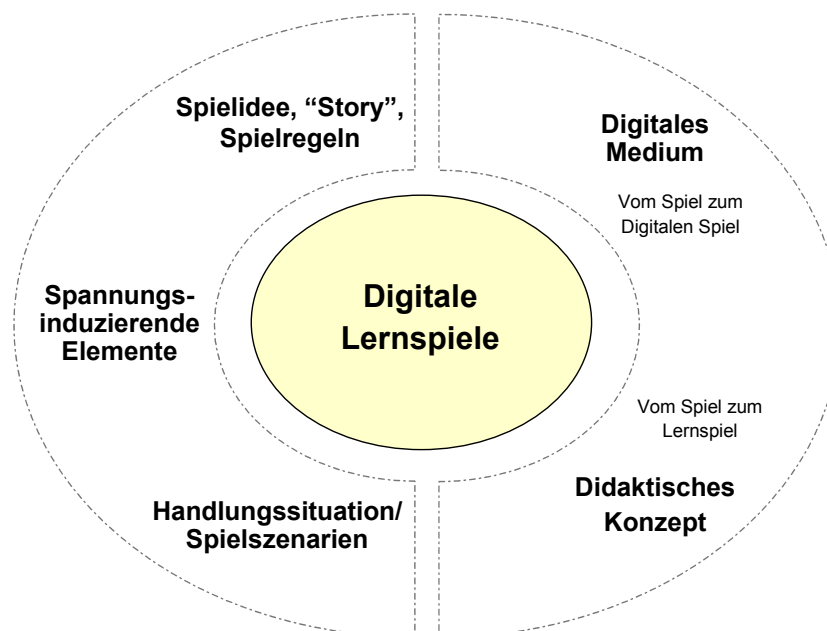 Spielidee, “Story”,
Spielregeln
Digitales
Medium
Vom Spiel zum
Digitalen Spiel
Spannungs-
induzierende
Elemente
Digitale
Lernspiele
Vom Spiel zum
Lernspiel
Handlungssituation/
Spielszenarien
Didaktisches
Konzept